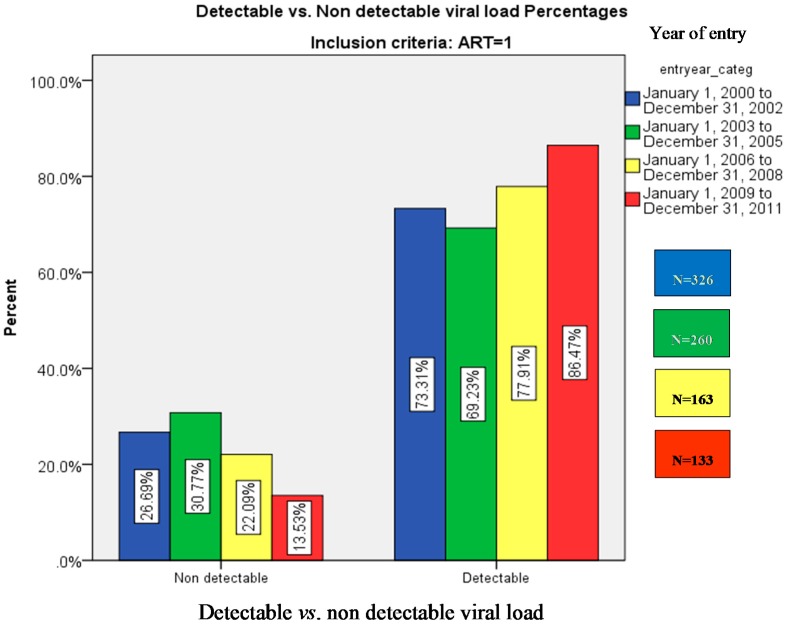 Detectable vs. Non detectable viral load Percentages
Inclusion criteria: ART=1
Year of entry
entryear_categ
January 1, 2000 to
December 31, 2002
January 1, 2003 to
December 31, 2005
January 1, 2006 to
December 31, 2008
January 1, 2009 to
December 31, 2011
N=326
N=260
N=163
N=133
Percent
100.0%
80.0%
60.0%
40.0%
20.0%
.0%
26.69%
30.77%
22.09%
13.53%
73.31%
69.23%
77.91%
86.47%
Non detectable
Detectable
Detectable vs. non detectable viral load